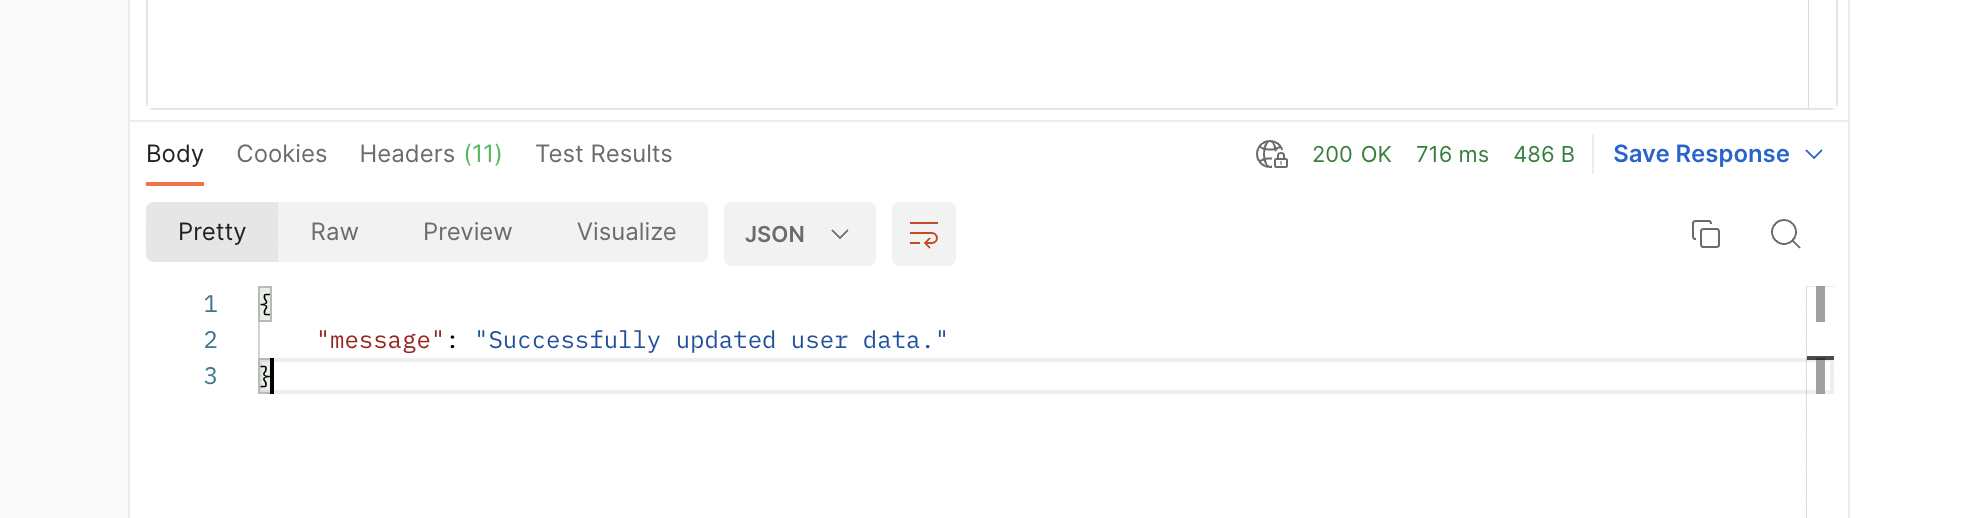 Body Cookies Headers (11) Test Results 200 OK 716 ms 486 B Save Response
Pretty Raw Preview Visualize JSON
1 {
2 "message": "Successfully updated user data."
3 }